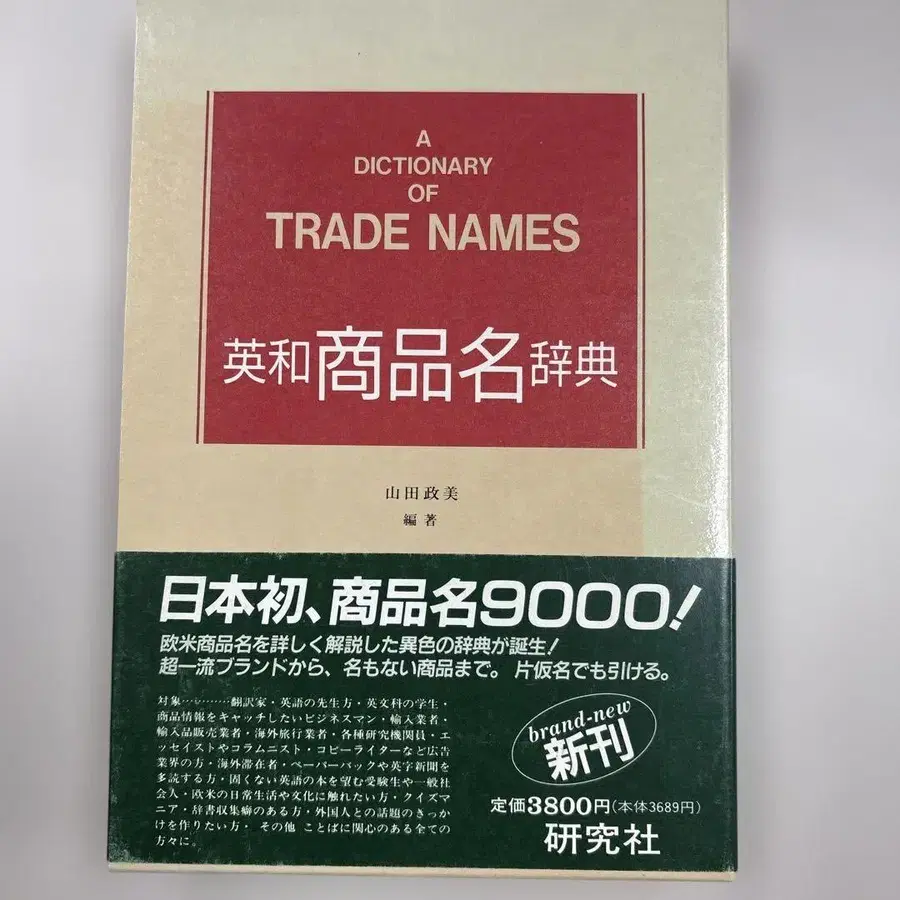 A
DICTIONARY
OF
TRADE NAMES
英和商品名辞典
山田政美
編著
日本初、商品名9000!
欧米商品名を詳しく解説した異色の辞典が誕生!
超一流ブランドから、名もない商品まで。片仮名でも引ける。
対象…………翻訳家・英語の先生方・英文科の学生・
商品情報をキャッチしたいビジネスマン・輸入業者・
輸入品販売業者・海外旅行業者・各種研究機関員・エ
ッセイストやコラムニスト・コピーライターなど広告
業界の方・海外滞在者・ペーパーバックや英字新聞を
多読する方・固くない英語の本を望む受験生や一般社
会人・欧米の日常生活や文化に触れたい方・クイズマ
ニア・辞書収集癖のある方・外国人との話題のきっか
けを作りたい方・その他 ことばに関心のある全ての
方々に。
brand-new
新刊
定価3800円(本体3689円)
研究社